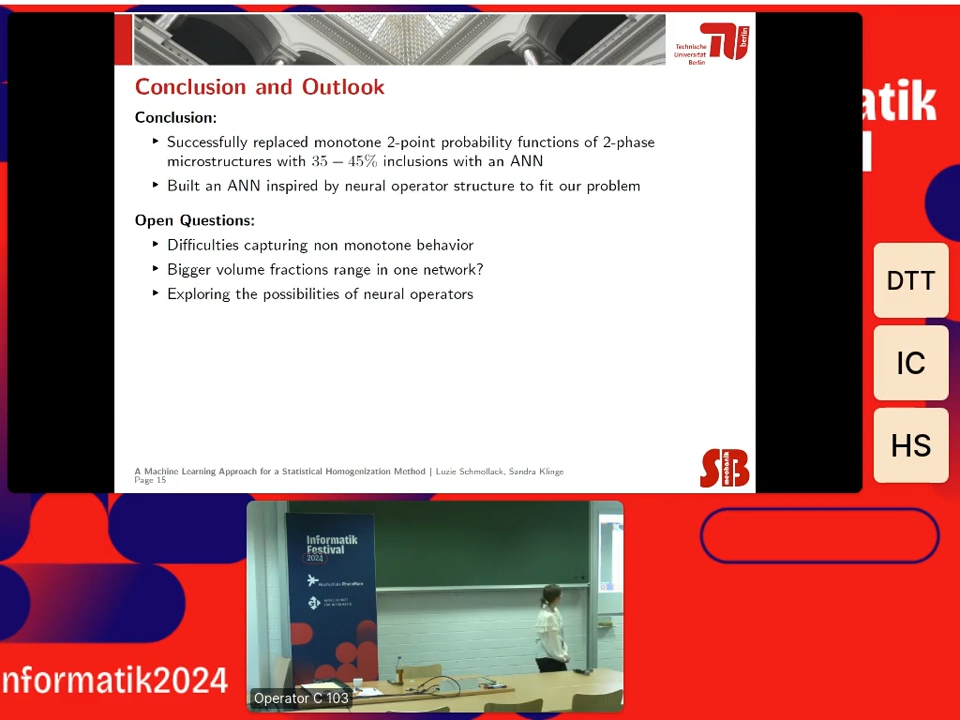 Technische
Universität
Berlin
berlin
Conclusion and Outlook
Conclusion:
Successfully replaced monotone 2-point probability functions of 2-phase
microstructures with 35 – 45% inclusions with an ANN
Built an ANN inspired by neural operator structure to fit our problem
Open Questions:
Difficulties capturing non monotone behavior
Bigger volume fractions range in one network?
Exploring the possibilities of neural operators
A Machine Learning Approach for a Statistical Homogenization Method | Luzie Schmollack, Sandra Klinge
Page 15
mechanik
atik
DTT
IC
HS
Informatik
Festival
2024
Hochschule RheinMain
nformatik2024
Operator C 103